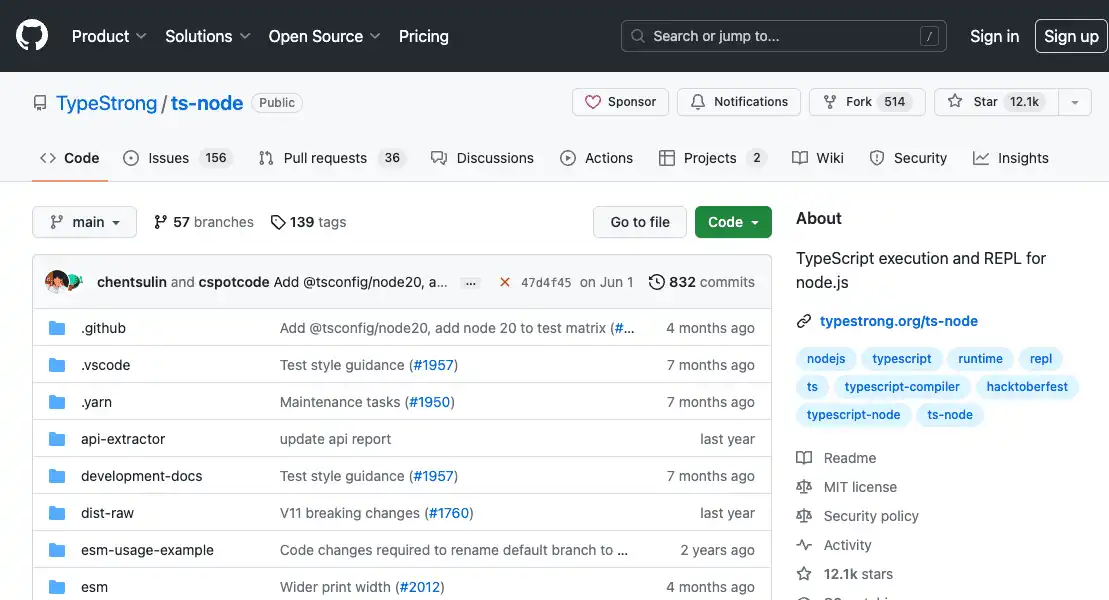 Product Solutions Open Source Pricing Search or jump to... / Sign in Sign up
TypeStrong / ts-node Public Sponsor Notifications Fork 514 Star 12.1k
Code Issues 156 Pull requests 36 Discussions Actions Projects 2 Wiki Security Insights
main 57 branches 139 tags Go to file Code
chentsulin and cspotcode Add @tsconfig/node20, a... ... 47d4f45 on Jun 1 832 commits
.github Add @tsconfig/node20, add node 20 to test matrix (#... 4 months ago
.vscode Test style guidance (#1957) 7 months ago
.yarn Maintenance tasks (#1950) 7 months ago
api-extractor update api report last year
development-docs Test style guidance (#1957) 7 months ago
dist-raw V11 breaking changes (#1760) last year
esm-usage-example Code changes required to rename default branch to ... 2 years ago
esm Wider print width (#2012) 4 months ago
About
TypeScript execution and REPL for
node.js
typestrong.org/ts-node
nodejs typescript runtime repl
ts typescript-compiler hacktoberfest
typescript-node ts-node
Readme
MIT license
Security policy
Activity
12.1k stars